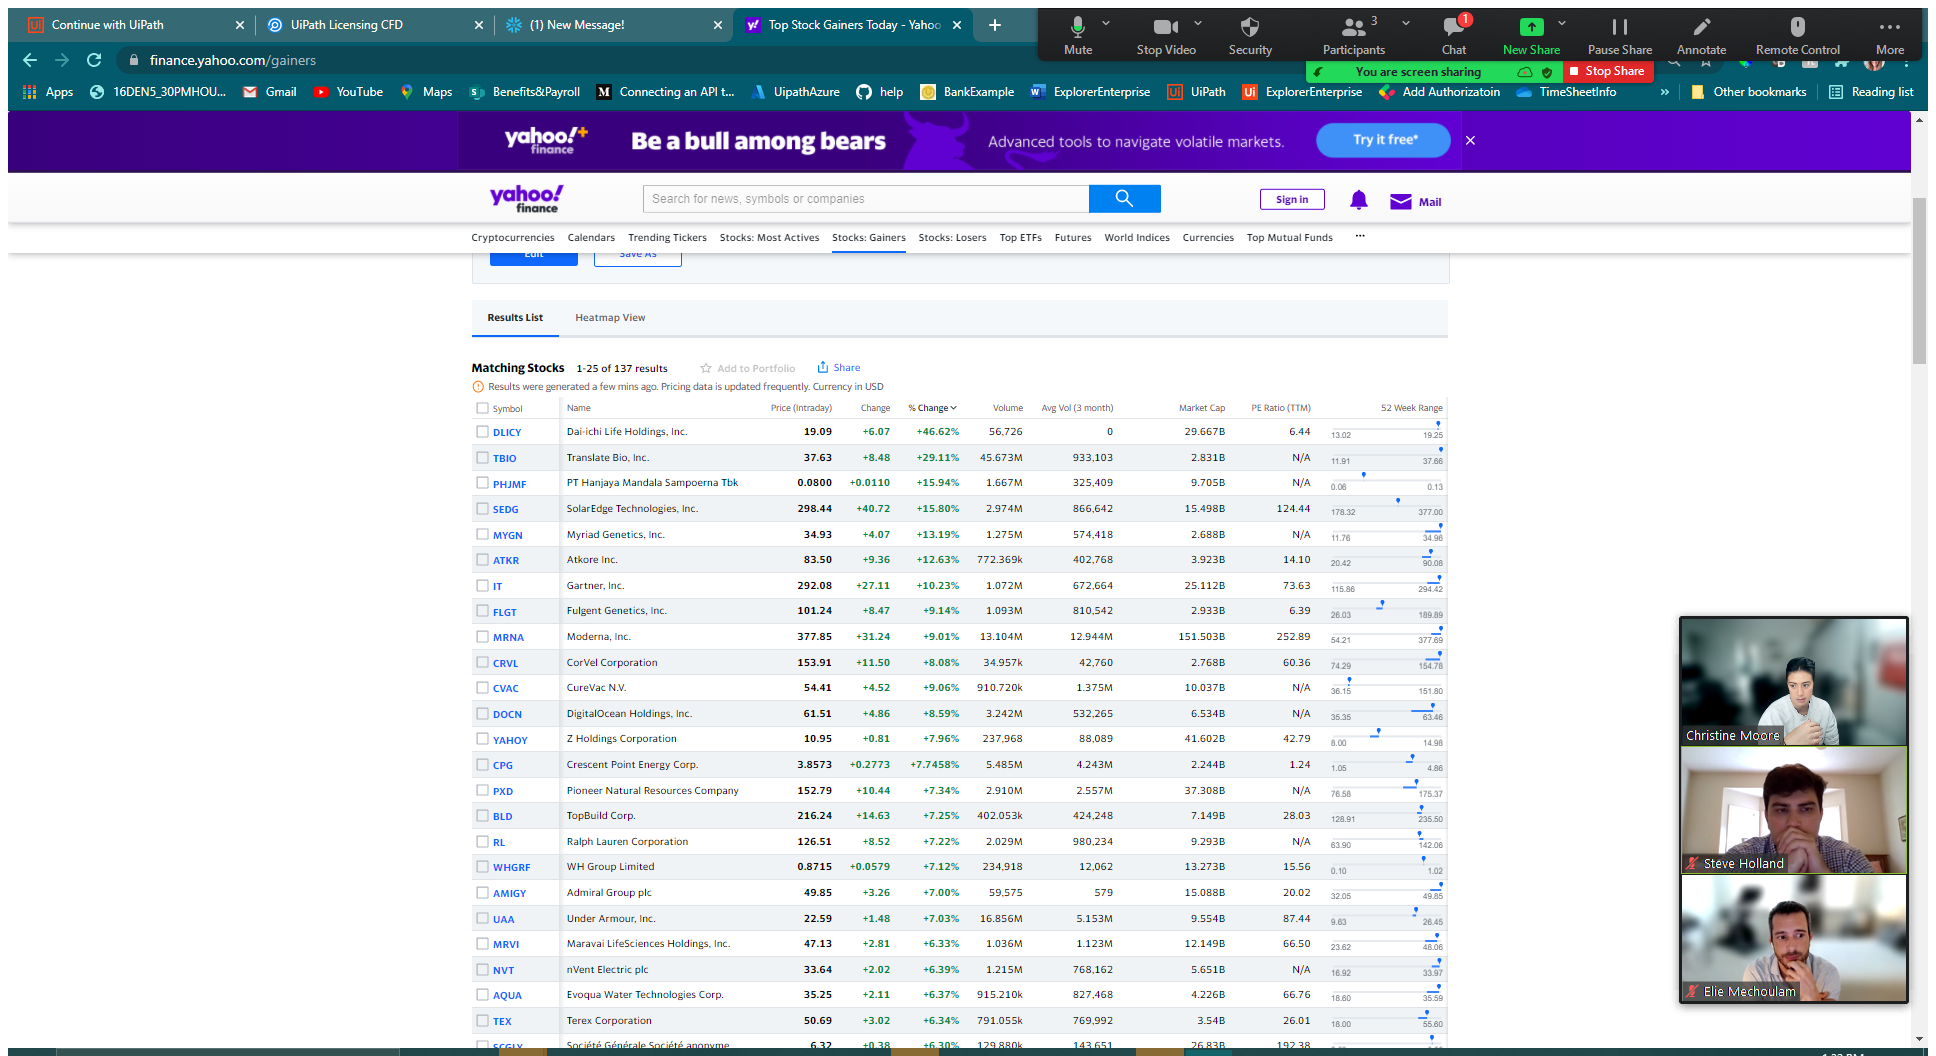 Continue with UiPath
UiPath Licensing CFD
(1) New Message!
Top Stock Gainers Today - Yahoo
Mute
Stop Video
Security
Participants
3
Chat
1
New Share
Pause Share
Annotate
Remote Control
More
finance.yahoo.com/gainers
You are screen sharing
Stop Share
Apps
16DEN5_30PMHOU...
Gmail
YouTube
Maps
Benefits&Payroll
Connecting an API t...
UipathAzure
help
BankExample
ExplorerEnterprise
UiPath
ExplorerEnterprise
Add Authorizatoin
TimeSheetInfo
»
Other bookmarks
Reading list
yahoo!+
finance
Be a bull among bears
Advanced tools to navigate volatile markets.
Try it free*
yahoo!
finance
Search for news, symbols or companies
Sign in
Mail
Cryptocurrencies Calendars Trending Tickers Stocks: Most Actives Stocks: Gainers Stocks: Losers Top ETFs Futures World Indices Currencies Top Mutual Funds ...
Edit
Save As
Results List
Heatmap View
Matching Stocks 1-25 of 137 results
Add to Portfolio
Share
Results were generated a few mins ago. Pricing data is updated frequently. Currency in USD
Symbol Name Price (Intraday) Change % Change Volume Avg Vol (3 month) Market Cap PE Ratio (TTM) 52 Week Range
DLICY Dai-ichi Life Holdings, Inc. 19.09 +6.07 +46.62% 56,726 0 29.667B 6.44 13.02 19.25
TBIO Translate Bio, Inc. 37.63 +8.48 +29.11% 45.673M 933,103 2.831B N/A 11.91 37.66
PHJMF PT Hanjaya Mandala Sampoerna Tbk 0.0800 +0.0110 +15.94% 1.667M 325,409 9.705B N/A 0.06 0.13
SEDG SolarEdge Technologies, Inc. 298.44 +40.72 +15.80% 2.974M 866,642 15.498B 124.44 178.32 377.00
MYGN Myriad Genetics, Inc. 34.93 +4.07 +13.19% 1.275M 574,418 2.688B N/A 11.76 34.96
ATKR Atkore Inc. 83.50 +9.36 +12.63% 772.369k 402,768 3.923B 14.10 20.42 90.08
IT Gartner, Inc. 292.08 +27.11 +10.23% 1.072M 672,664 25.112B 73.63 115.86 294.42
FLGT Fulgent Genetics, Inc. 101.24 +8.47 +9.14% 1.093M 810,542 2.933B 6.39 26.03 189.89
MRNA Moderna, Inc. 377.85 +31.24 +9.01% 13.104M 12.944M 151.503B 252.89 54.21 377.69
CRVL CorVel Corporation 153.91 +11.50 +8.08% 34.957k 42,760 2.768B 60.36 74.29 154.78
CVAC CureVac N.V. 54.41 +4.52 +9.06% 910.720k 1.375M 10.037B N/A 36.15 151.80
DOCN DigitalOcean Holdings, Inc. 61.51 +4.86 +8.59% 3.242M 532,265 6.534B N/A 35.35 63.46
YAHOY Z Holdings Corporation 10.95 +0.81 +7.96% 237,968 88,089 41.602B 42.79 8.00 14.98
CPG Crescent Point Energy Corp. 3.8573 +0.2773 +7.7458% 5.485M 4.243M 2.244B 1.24 1.05 4.86
PXD Pioneer Natural Resources Company 152.79 +10.44 +7.34% 2.910M 2.557M 37.308B N/A 76.58 175.37
BLD TopBuild Corp. 216.24 +14.63 +7.25% 402.053k 424,248 7.149B 28.03 128.91 235.50
RL Ralph Lauren Corporation 126.51 +8.52 +7.22% 2.029M 980,234 9.293B N/A 63.90 142.06
WHGRF WH Group Limited 0.8715 +0.0579 +7.12% 234,918 12,062 13.273B 15.56 0.10 1.02
AMIGY Admiral Group plc 49.85 +3.26 +7.00% 59,575 579 15.088B 20.02 32.05 49.85
UAA Under Armour, Inc. 22.59 +1.48 +7.03% 16.856M 5.153M 9.554B 87.44 9.63 26.45
MRVI Maravai LifeSciences Holdings, Inc. 47.13 +2.81 +6.33% 1.036M 1.123M 12.149B 66.50 23.62 48.06
NVT nVent Electric plc 33.64 +2.02 +6.39% 1.215M 768,162 5.651B N/A 16.92 33.97
AQUA Evoqua Water Technologies Corp. 35.25 +2.11 +6.37% 915.210k 827,468 4.226B 66.76 18.60 35.59
TEX Terex Corporation 50.69 +3.02 +6.34% 791.055k 769,992 3.54B 26.01 18.00 55.60
SCGLY Société Générale Société anonyme 6.32 +0.38 +6.30% 129.880k 143,651 26.83B 192.38
Christine Moore
Steve Holland
Elie Mechoulam